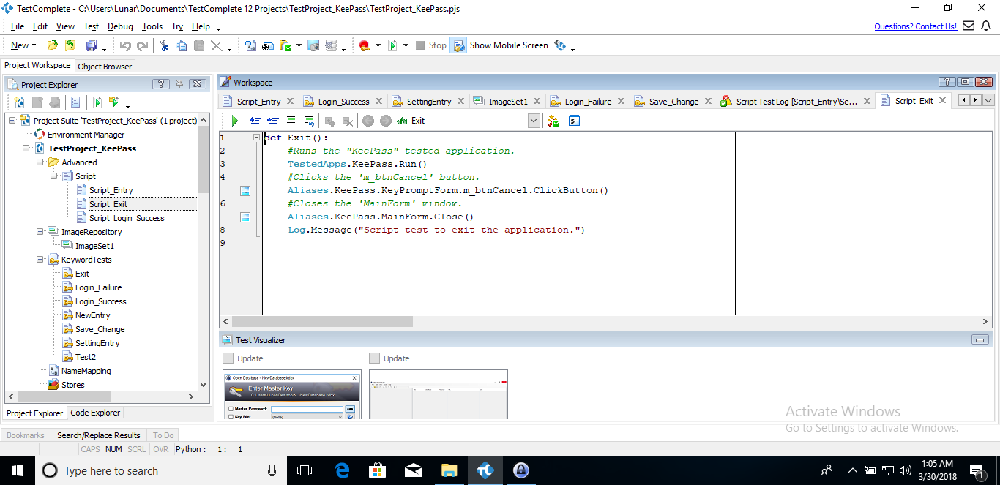 TestComplete - C:\Users\Lunar\Documents\TestComplete 12 Projects\TestProject_KeePass\TestProject_KeePass.pjs
File Edit View Test Debug Tools Try Help
Questions? Contact Us!
New Stop Show Mobile Screen
Project Workspace Object Browser
Project Explorer
Workspace
Script_Entry Login_Success SettingEntry ImageSet1 Login_Failure Save_Change Script Test Log [Script_Entry\Se... Script_Exit
Exit
Project Suite 'TestProject_KeePass' (1 project)
Environment Manager
TestProject_KeePass
Advanced
Script
Script_Entry
Script_Exit
Script_Login_Success
ImageRepository
ImageSet1
KeywordTests
Exit
Login_Failure
Login_Success
NewEntry
Save_Change
SettingEntry
Test2
NameMapping
Stores
Project Explorer Code Explorer
1 def Exit():
2 #Runs the "KeePass" tested application.
3 TestedApps.KeePass.Run()
4 #Clicks the 'm_btnCancel' button.
Aliases.KeePass.KeyPromptForm.m_btnCancel.ClickButton()
6 #Closes the 'MainForm' window.
Aliases.KeePass.MainForm.Close()
8 Log.Message("Script test to exit the application.")
9
Test Visualizer
Update Update
Open Database - NewDatabase.kdbx
Enter Master Key
C:\Users\Lunar\Desktop\K... NewDatabase.kdbx
Master Password:
Key File: (None)
Activate Windows
Go to Settings to activate Windows.
Bookmarks Search/Replace Results To Do
CAPS NUM SCRL OVR Python : 1: 1
Type here to search
1:05 AM
3/30/2018
1